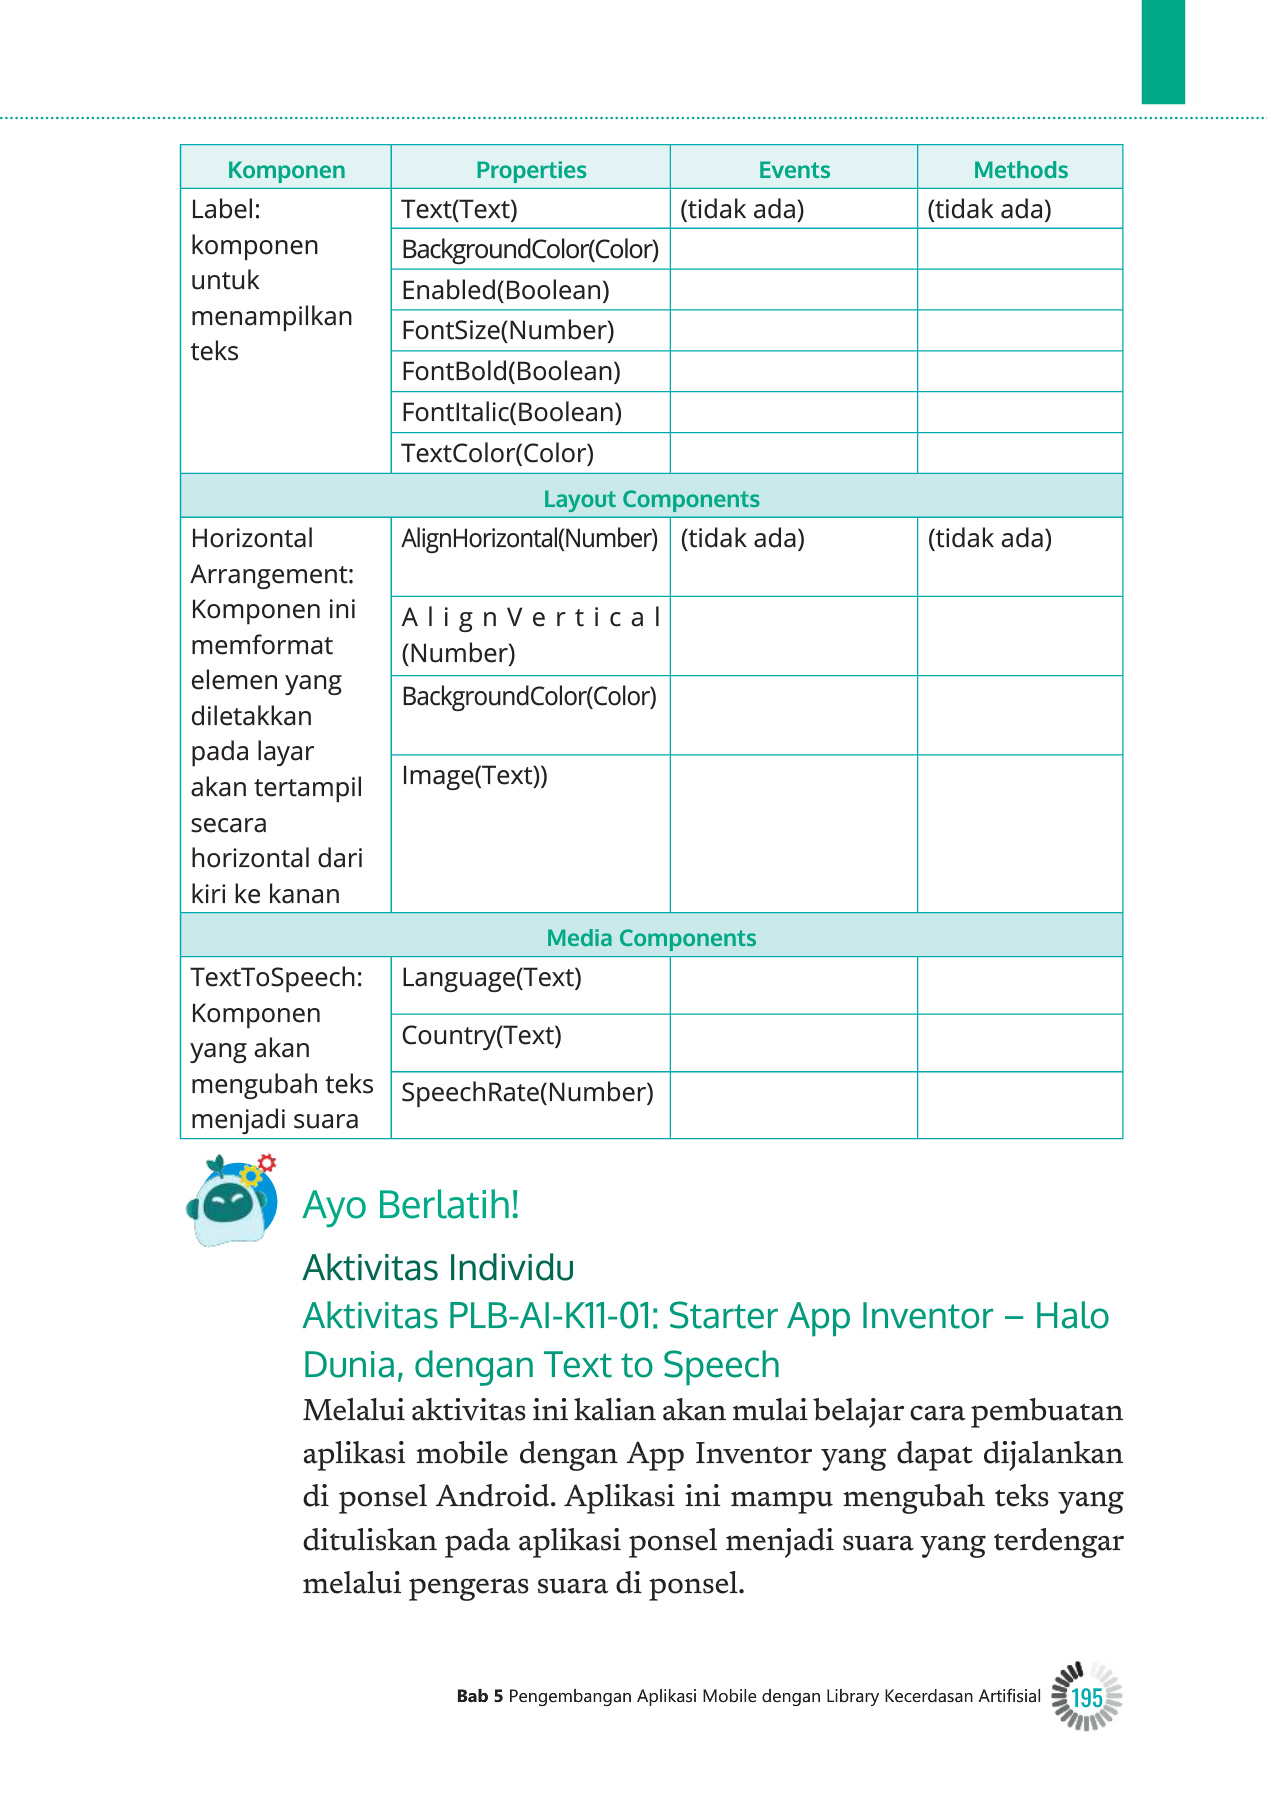 Komponen Properties Events Methods
Label: Text(Text) (tidak ada) (tidak ada)
komponen BackgroundColor(Color)
untuk Enabled(Boolean)
menampilkan FontSize(Number)
teks FontBold(Boolean)
FontItalic(Boolean)
TextColor(Color)
Layout Components
Horizontal AlignHorizontal(Number) (tidak ada) (tidak ada)
Arrangement:
Komponen ini AlignVertical
memformat (Number)
elemen yang BackgroundColor(Color)
diletakkan
pada layar Image(Text))
akan tertampil
secara
horizontal dari
kiri ke kanan
Media Components
TextToSpeech: Language(Text)
Komponen Country(Text)
yang akan
mengubah teks SpeechRate(Number)
menjadi suara
Ayo Berlatih!
Aktivitas Individu
Aktivitas PLB-AI-K11-01: Starter App Inventor – Halo
Dunia, dengan Text to Speech
Melalui aktivitas ini kalian akan mulai belajar cara pembuatan
aplikasi mobile dengan App Inventor yang dapat dijalankan
di ponsel Android. Aplikasi ini mampu mengubah teks yang
dituliskan pada aplikasi ponsel menjadi suara yang terdengar
melalui pengeras suara di ponsel.
Bab 5 Pengembangan Aplikasi Mobile dengan Library Kecerdasan Artifisial 195